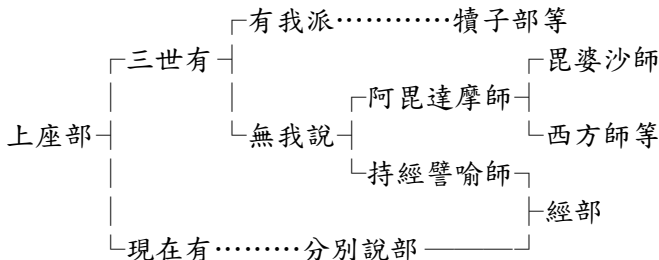 有我派…………犢子部等
三世有
毘婆沙師
阿毘達摩師
上座部
無我說
西方師等
持經譬喻師
經部
現在有………分別說部